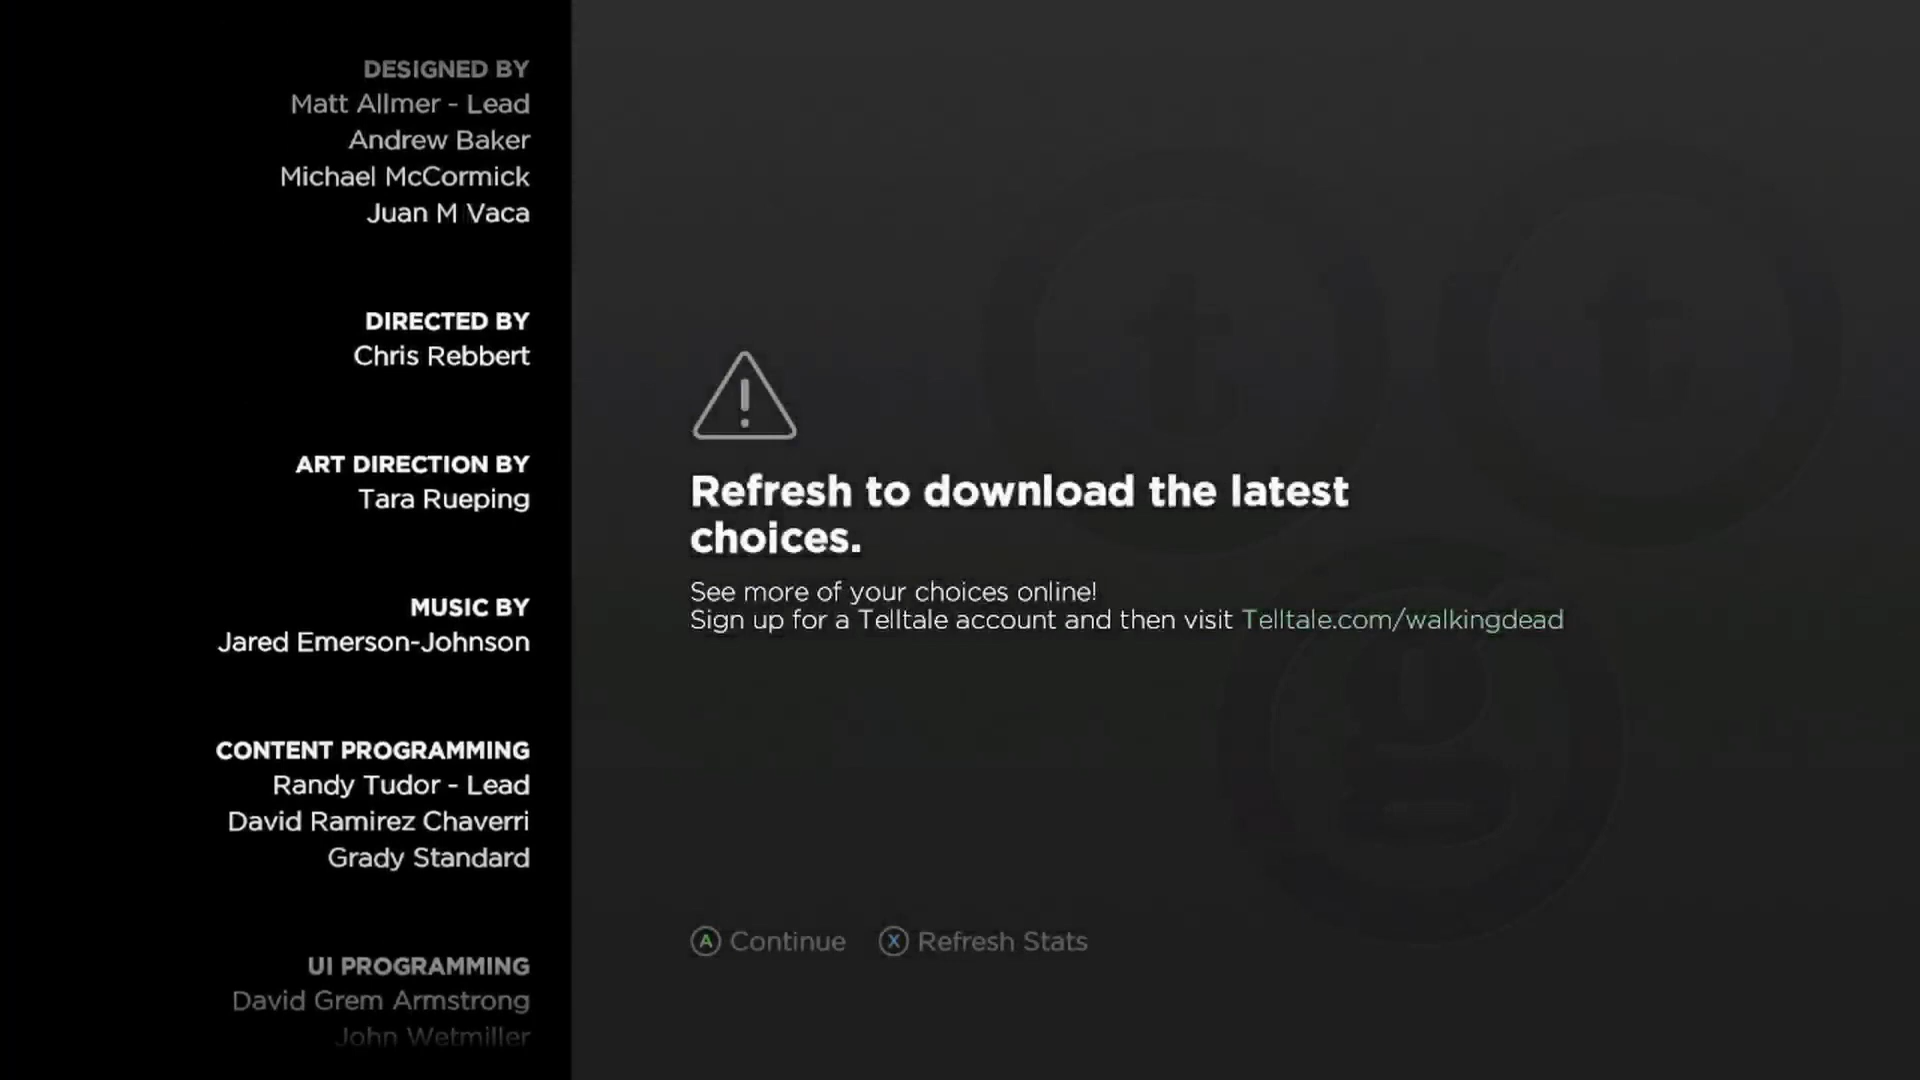 DESIGNED BY
Matt Allmer - Lead
Andrew Baker
Michael McCormick
Juan M Vaca
DIRECTED BY
Chris Rebbert
ART DIRECTION BY
Tara Rueping
MUSIC BY
Jared Emerson-Johnson
CONTENT PROGRAMMING
Randy Tudor - Lead
David Ramirez Chaverri
Grady Standard
UI PROGRAMMING
David Grem Armstrong
John Wetmiller
t t
g
Refresh to download the latest
choices.
See more of your choices online!
Sign up for a Telltale account and then visit Telltale.com/walkingdead
A Continue X Refresh Stats